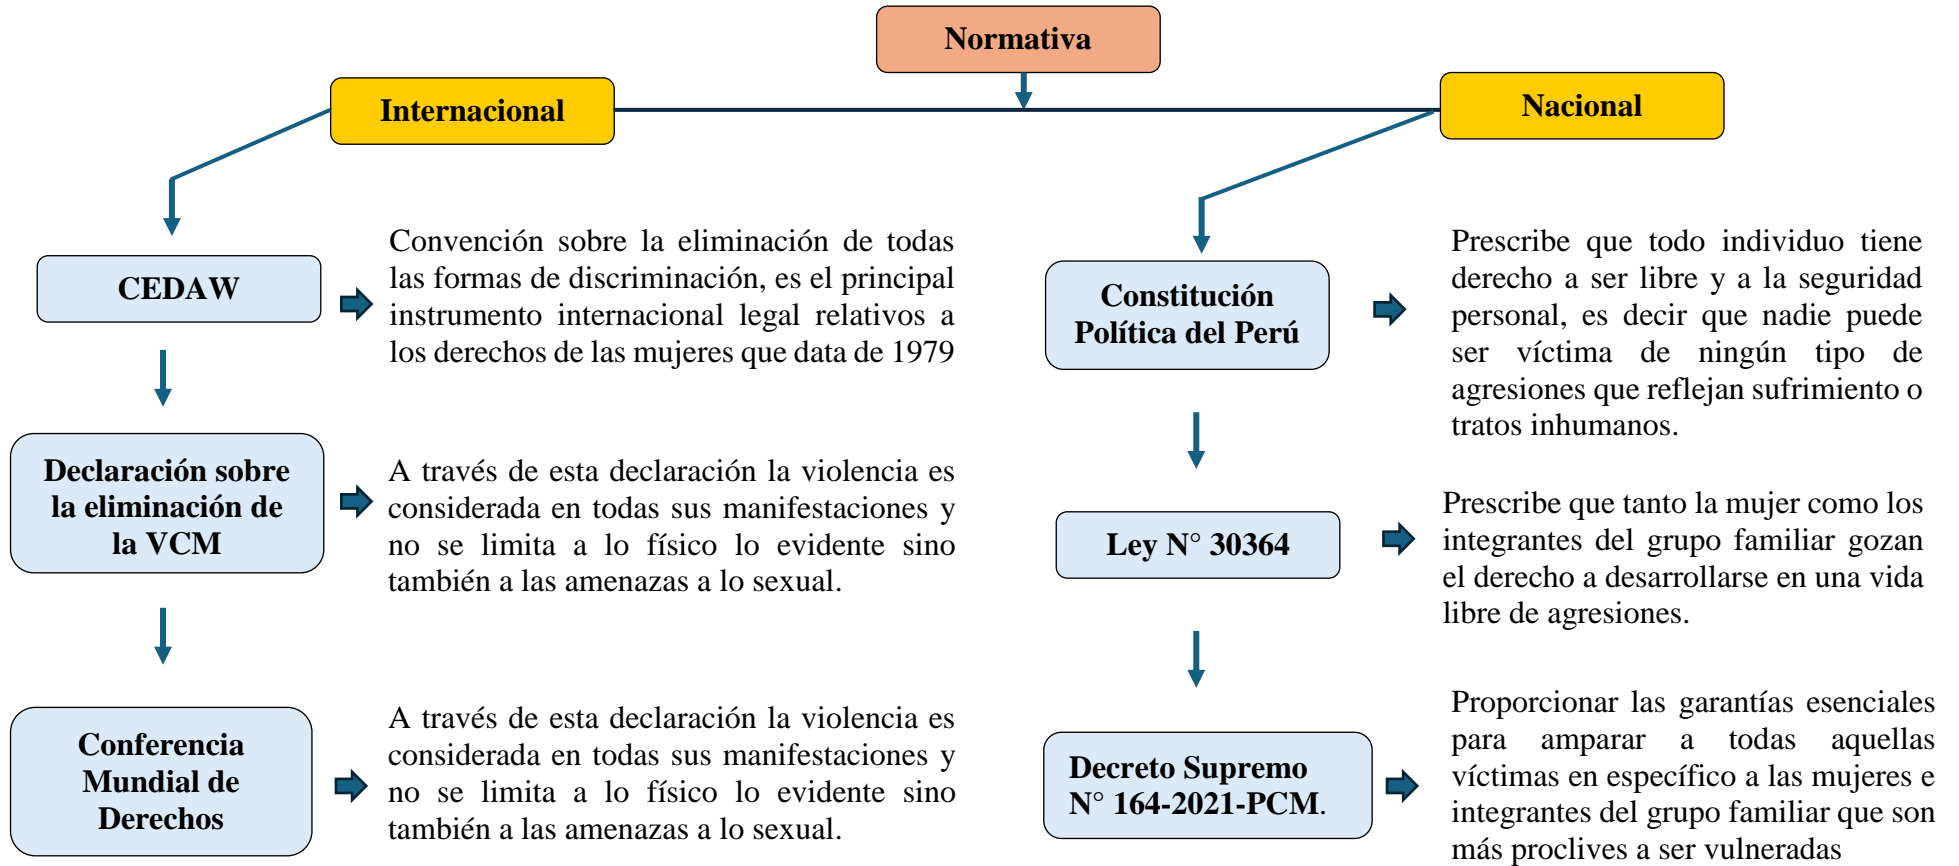 Normativa
Internacional
Nacional
CEDAW
Convención sobre la eliminación de todas
las formas de discriminación, es el principal
instrumento internacional legal relativos a
los derechos de las mujeres que data de 1979
Declaración sobre
la eliminación de
la VCM
A través de esta declaración la violencia es
considerada en todas sus manifestaciones y
no se limita a lo físico lo evidente sino
también a las amenazas a lo sexual.
Conferencia
Mundial de
Derechos
A través de esta declaración la violencia es
considerada en todas sus manifestaciones y
no se limita a lo físico lo evidente sino
también a las amenazas a lo sexual.
Constitución
Política del Perú
Prescribe que todo individuo tiene
derecho a ser libre y a la seguridad
personal, es decir que nadie puede
ser víctima de ningún tipo de
agresiones que reflejan sufrimiento o
tratos inhumanos.
Ley N° 30364
Prescribe que tanto la mujer como los
integrantes del grupo familiar gozan
el derecho a desarrollarse en una vida
libre de agresiones.
Decreto Supremo
N° 164-2021-PCM.
Proporcionar las garantías esenciales
para amparar a todas aquellas
víctimas en específico a las mujeres e
integrantes del grupo familiar que son
más proclives a ser vulneradas